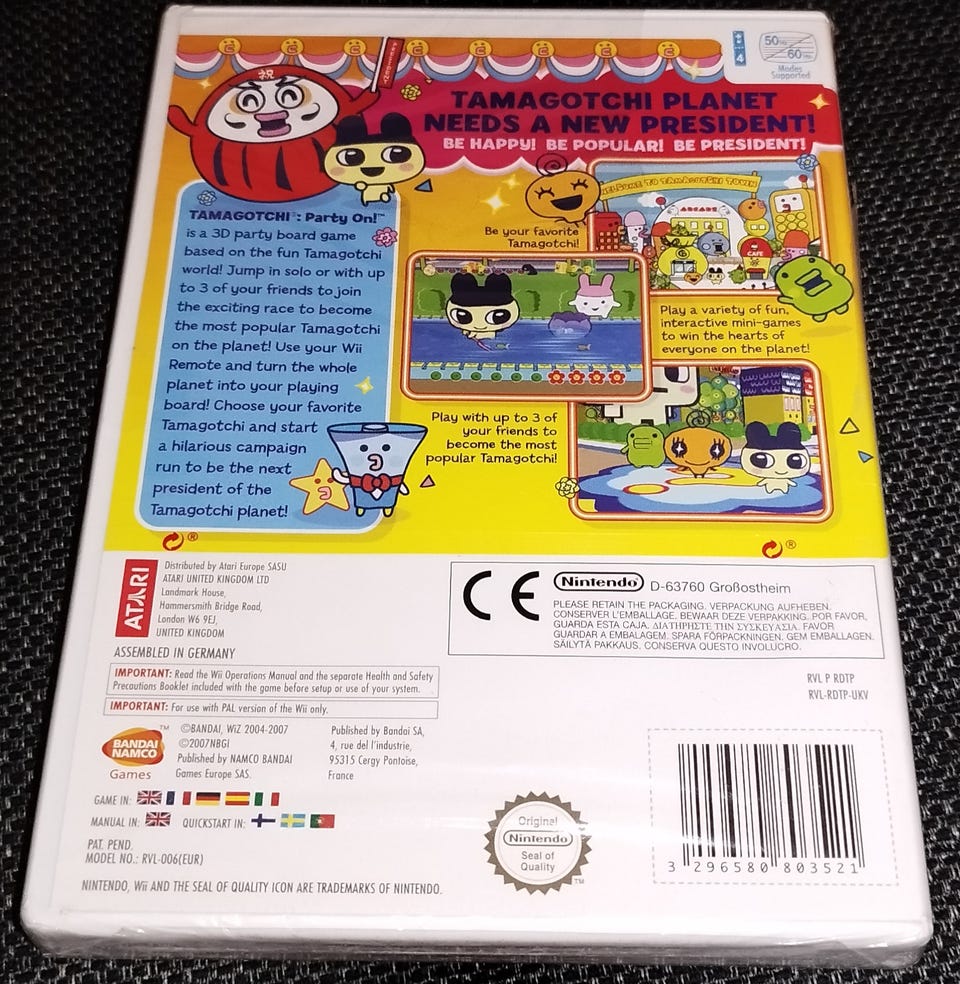 1-4
50Hz
60Hz
Modes
Supported
祝
TAMAGOTCHI PLANET
NEEDS A NEW PRESIDENT!
BE HAPPY! BE POPULAR! BE PRESIDENT!
WELCOME TO TAMAGOTCHI TOWN
ARCADE
CAFE
TAMAGOTCHI®: Party On!™
is a 3D party board game
based on the fun Tamagotchi
world! Jump in solo or with up
to 3 of your friends to join
the exciting race to become
the most popular Tamagotchi
on the planet! Use your Wii
Remote and turn the whole
planet into your playing
board! Choose your favorite
Tamagotchi and start
a hilarious campaign
run to be the next
president of the
Tamagotchi planet!
Be your favorite
Tamagotchi!
Play a variety of fun,
interactive mini-games
to win the hearts of
everyone on the planet!
Play with up to 3 of
your friends to
become the most
popular Tamagotchi!
®
®
ATARI
Distributed by Atari Europe SASU
ATARI UNITED KINGDOM LTD
Landmark House,
Hammersmith Bridge Road,
London W6 9EJ,
UNITED KINGDOM
ASSEMBLED IN GERMANY
CE Nintendo® D-63760 Großostheim
PLEASE RETAIN THE PACKAGING. VERPACKUNG AUFHEBEN.
CONSERVER L'EMBALLAGE. BEWAAR DEZE VERPAKKING. POR FAVOR,
GUARDA ESTA CAJA. ΔΙΑΤΗΡΗΣΤΕ ΤΗΝ ΣΥΣΚΕΥΑΣΙΑ. FAVOR
GUARDAR A EMBALAGEM. SPARA FÖRPACKNINGEN. GEM EMBALLAGEN.
SÄILYTÄ PAKKAUS. CONSERVA QUESTO INVOLUCRO.
IMPORTANT: Read the Wii Operations Manual and the separate Health and Safety
Precautions Booklet included with the game before setup or use of your system.
IMPORTANT: For use with PAL version of the Wii only.
RVL P RDTP
RVL-RDTP-UKV
BANDAI
NAMCO
Games
™
©BANDAI, WiZ 2004-2007
©2007NBGI
Published by NAMCO BANDAI
Games Europe SAS.
Published by Bandai SA,
4, rue del l'industrie,
95315 Cergy Pontoise,
France
GAME IN:
MANUAL IN: QUICKSTART IN:
PAT. PEND.
MODEL NO.: RVL-006(EUR)
NINTENDO, Wii AND THE SEAL OF QUALITY ICON ARE TRADEMARKS OF NINTENDO.
Original
Nintendo®
Seal of
Quality
™
3 296580 803521